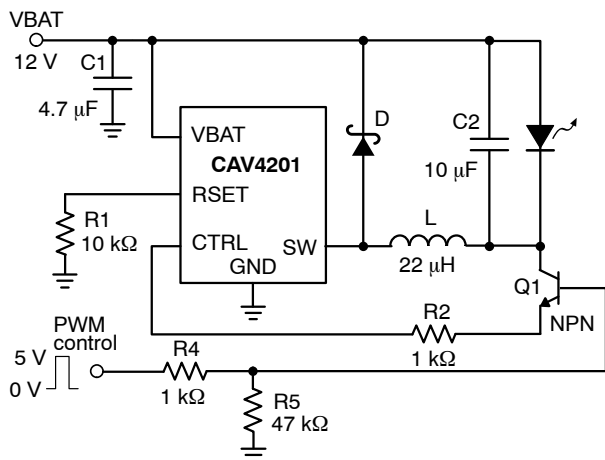 VBAT
12 V
C1
4.7 µF
D
C2
10 µF
VBAT
CAV4201
RSET
CTRL
SW
GND
R1
10 kΩ
L
22 µH
Q1
NPN
R2
1 kΩ
PWM
control
5 V
0 V
R4
1 kΩ
R5
47 kΩ